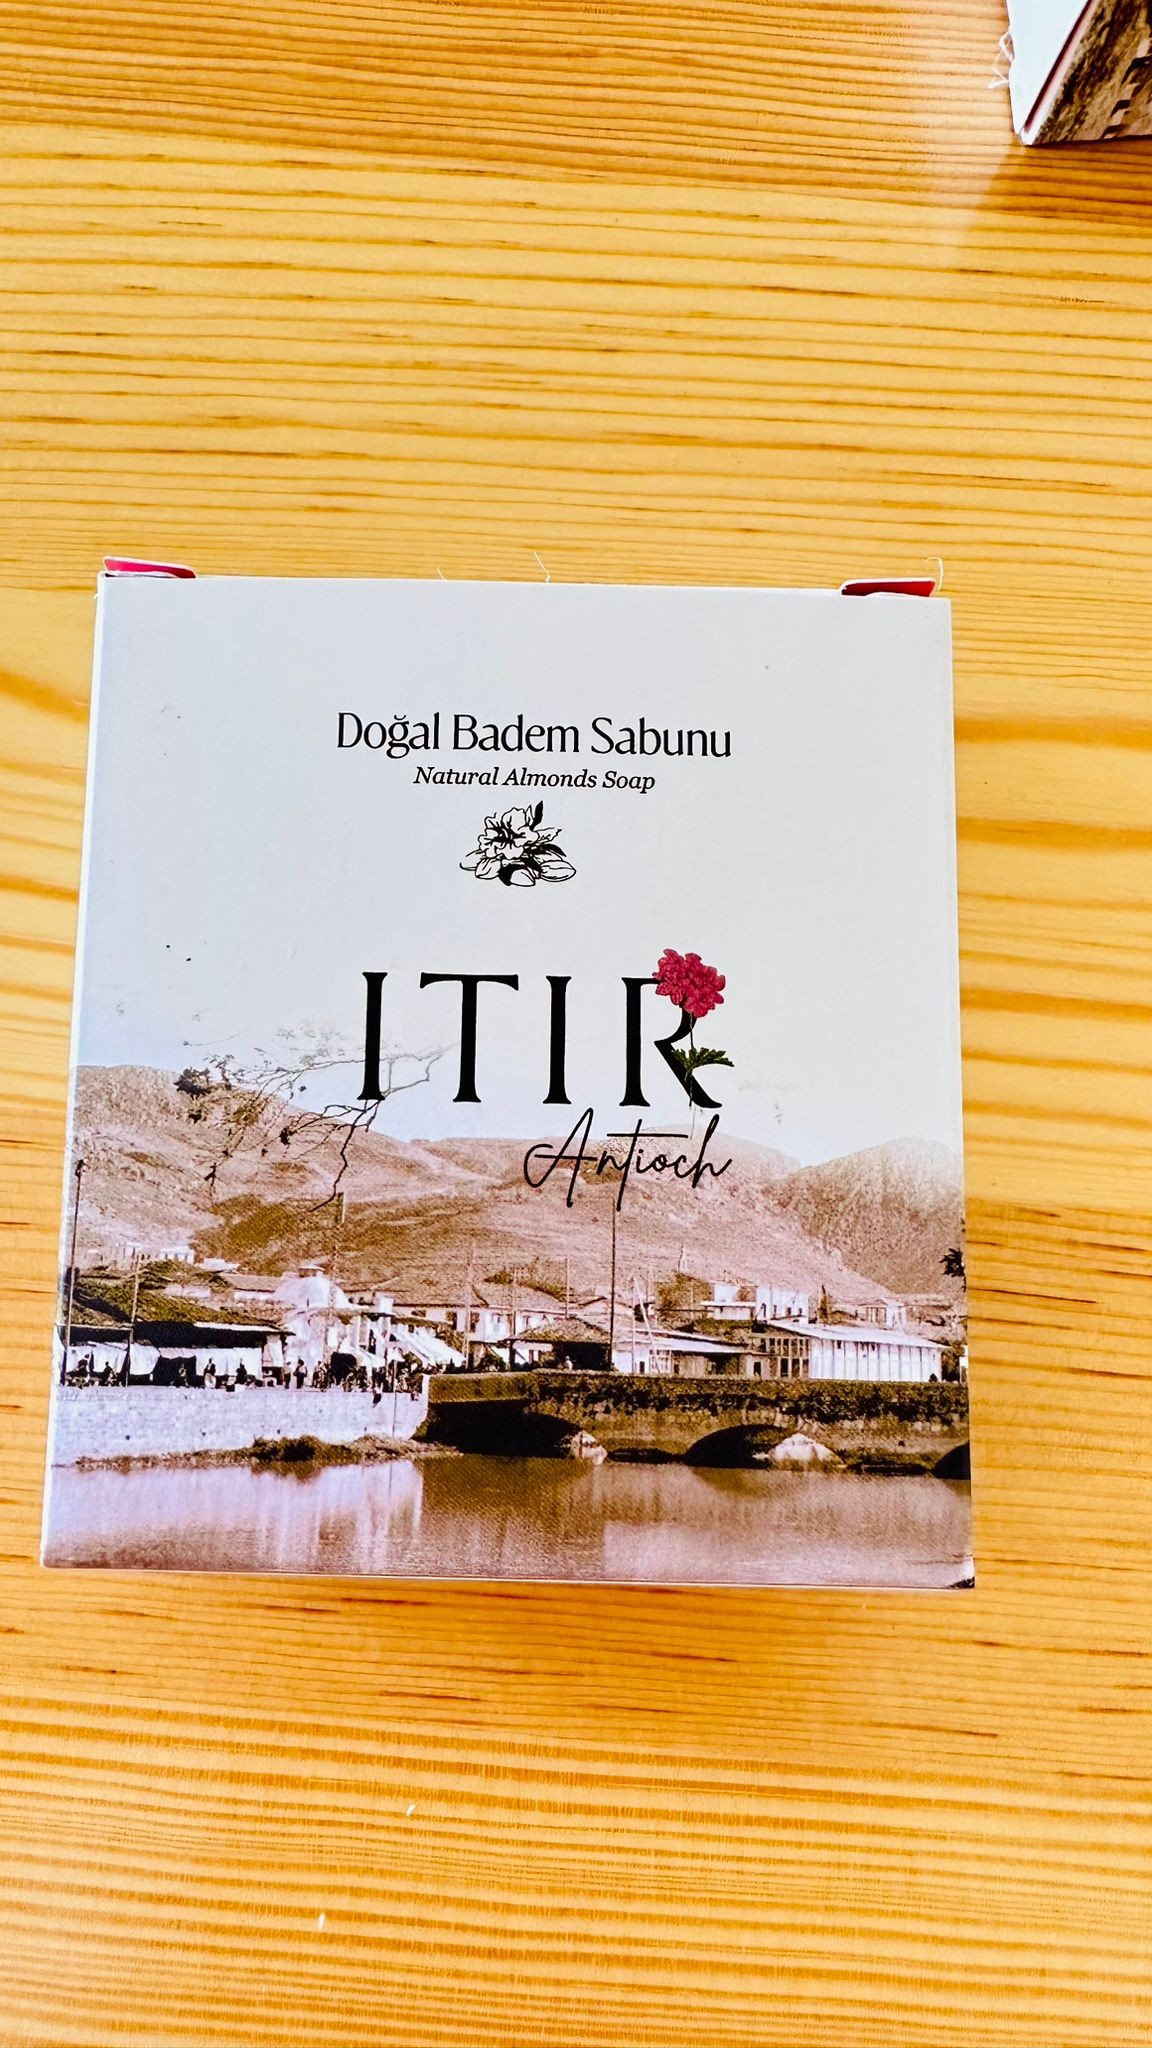 Doğal Badem Sabunu
Natural Almonds Soap
ITIR
Antioch